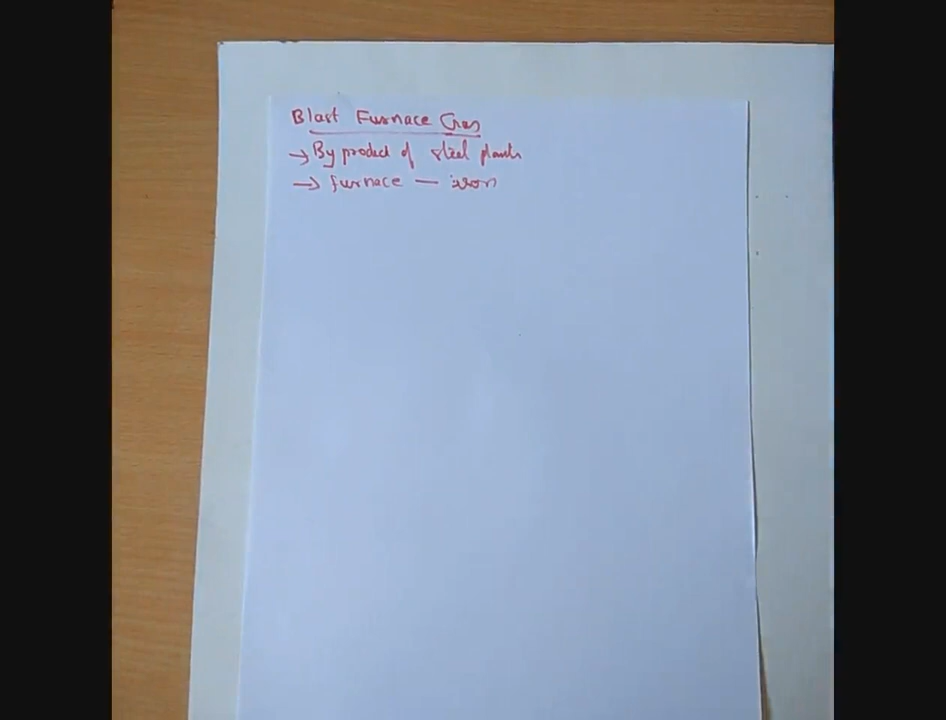 Blast Furnace Gas
→ By product of steel plants
→ furnace — iron